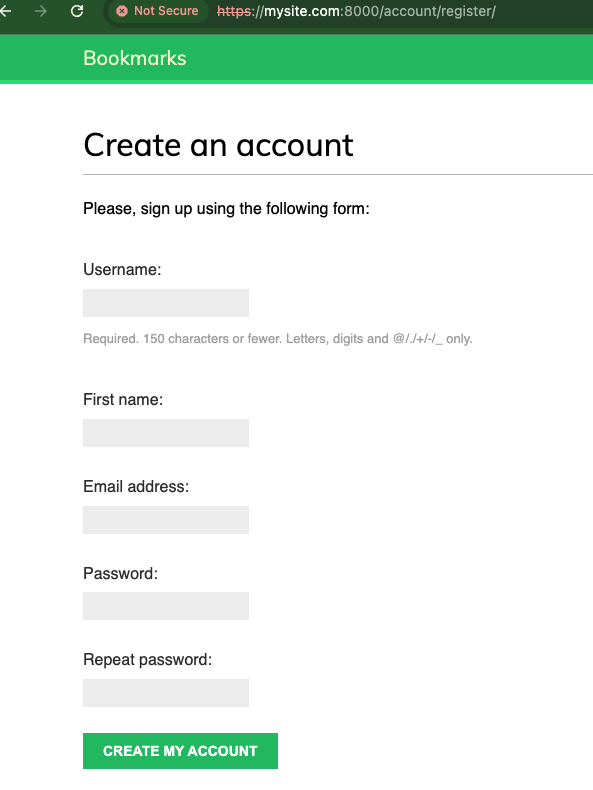 Not Secure https://mysite.com:8000/account/register/
Bookmarks
Create an account
Please, sign up using the following form:
Username:
Required. 150 characters or fewer. Letters, digits and @/./+/-/_ only.
First name:
Email address:
Password:
Repeat password:
CREATE MY ACCOUNT